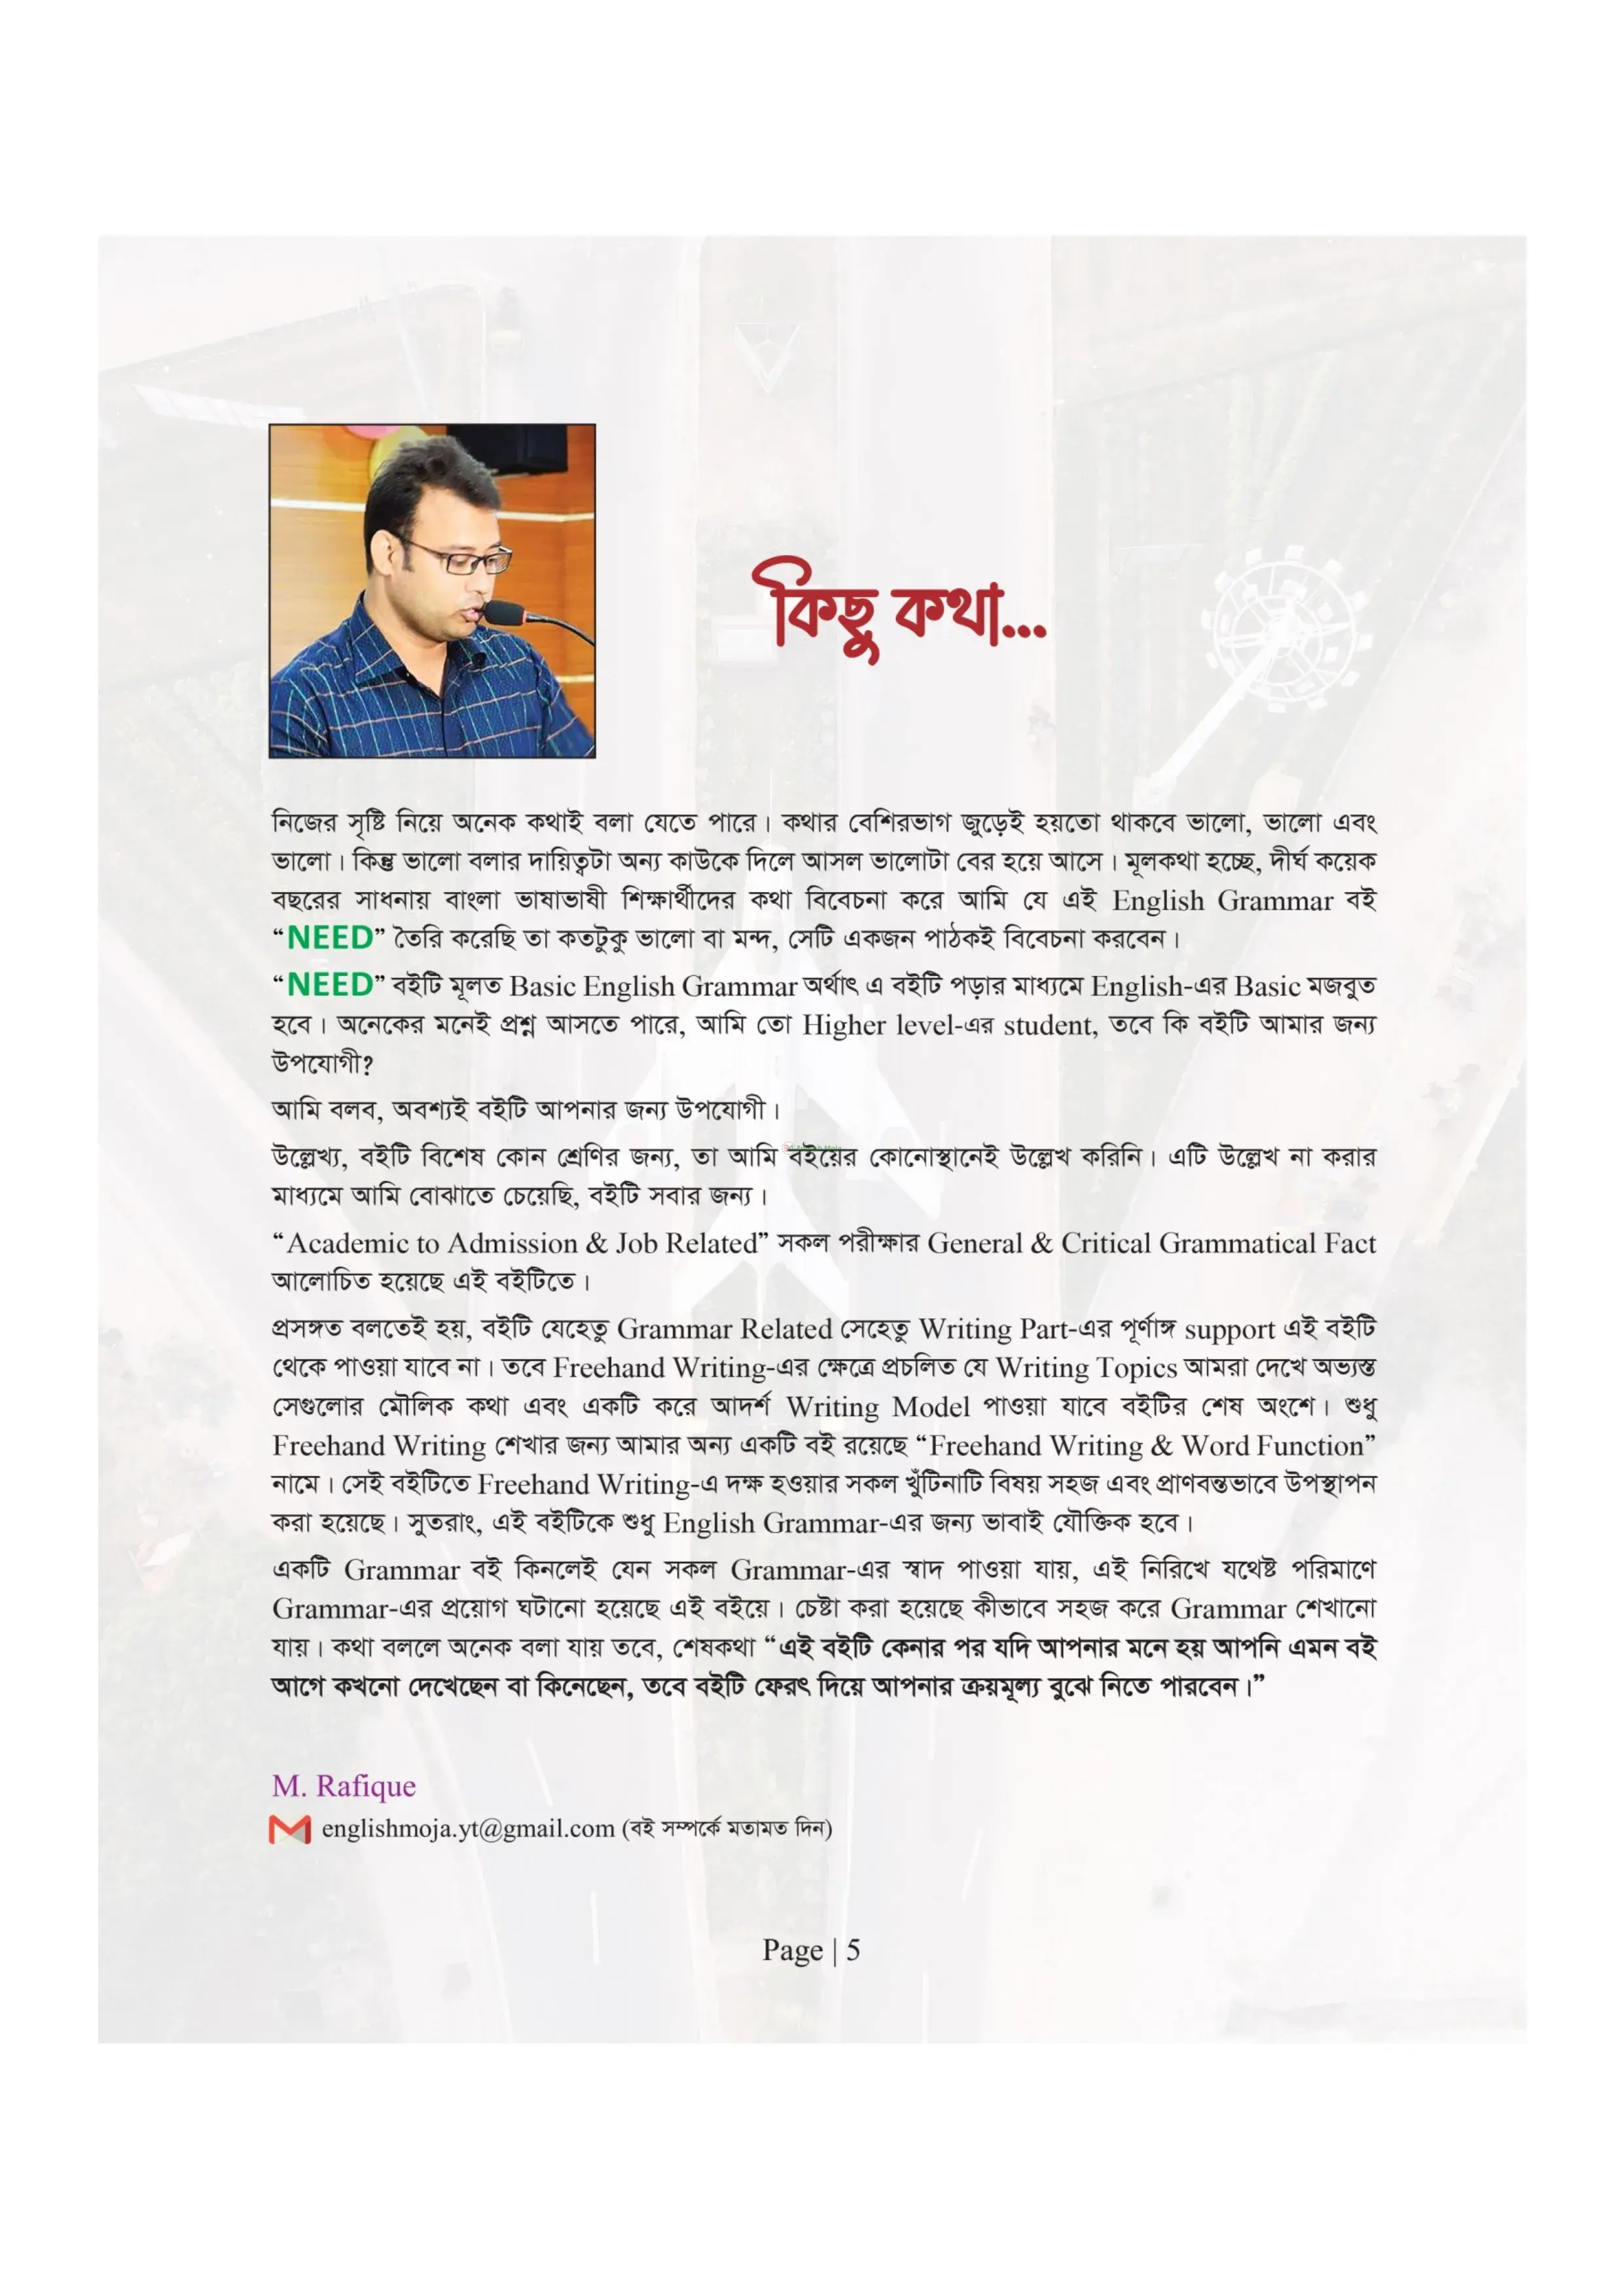 কিছু কথা...
নিজের সৃষ্টি নিয়ে অনেক কথাই বলা যেতে পারে। কথার বেশিরভাগ জুড়েই হয়তো থাকবে ভালো, ভালো এবং
ভালো। কিন্তু ভালো বলার দায়িত্বটা অন্য কাউকে দিলে আসল ভালোটা বের হয়ে আসে। মূলকথা হচ্ছে, দীর্ঘ কয়েক
বছরের সাধনায় বাংলা ভাষাভাষী শিক্ষার্থীদের কথা বিবেচনা করে আমি যে এই English Grammar বই
“NEED” তৈরি করেছি তা কতটুকু ভালো বা মন্দ, সেটি একজন পাঠকই বিবেচনা করবেন।
“NEED” বইটি মূলত Basic English Grammar অর্থাৎ এ বইটি পড়ার মাধ্যমে English-এর Basic মজবুত
হবে। অনেকের মনেই প্রশ্ন আসতে পারে, আমি তো Higher level-এর student, তবে কি বইটি আমার জন্য
উপযোগী?
আমি বলব, অবশ্যই বইটি আপনার জন্য উপযোগী।
উল্লেখ্য, বইটি বিশেষ কোন শ্রেণির জন্য, তা আমি বইয়ের কোনোস্থানেই উল্লেখ করিনি। এটি উল্লেখ না করার
মাধ্যমে আমি বোঝাতে চেয়েছি, বইটি সবার জন্য।
“Academic to Admission & Job Related” সকল পরীক্ষার General & Critical Grammatical Fact
আলোচিত হয়েছে এই বইটিতে।
প্রসঙ্গত বলতেই হয়, বইটি যেহেতু Grammar Related সেহেতু Writing Part-এর পূর্ণাঙ্গ support এই বইটি
থেকে পাওয়া যাবে না। তবে Freehand Writing-এর ক্ষেত্রে প্রচলিত যে Writing Topics আমরা দেখে অভ্যস্ত
সেগুলোর মৌলিক কথা এবং একটি করে আদর্শ Writing Model পাওয়া যাবে বইটির শেষ অংশে। শুধু
Freehand Writing শেখার জন্য আমার অন্য একটি বই রয়েছে “Freehand Writing & Word Function”
নামে। সেই বইটিতে Freehand Writing-এ দক্ষ হওয়ার সকল খুঁটিনাটি বিষয় সহজ এবং প্রাণবন্তভাবে উপস্থাপন
করা হয়েছে। সুতরাং, এই বইটিকে শুধু English Grammar-এর জন্য ভাবাই যৌক্তিক হবে।
একটি Grammar বই কিনলেই যেন সকল Grammar-এর স্বাদ পাওয়া যায়, এই নিরিখে যথেষ্ট পরিমাণে
Grammar-এর প্রয়োগ ঘটানো হয়েছে এই বইয়ে। চেষ্টা করা হয়েছে কীভাবে সহজ করে Grammar শেখানো
যায়। কথা বললে অনেক বলা যায় তবে, শেষকথা “এই বইটি কেনার পর যদি আপনার মনে হয় আপনি এমন বই
আগে কখনো দেখেছেন বা কিনেছেন, তবে বইটি ফেরৎ দিয়ে আপনার ক্রয়মূল্য বুঝে নিতে পারবেন।”
M. Rafique
englishmoja.yt@gmail.com (বই সম্পর্কে মতামত দিন)
Page | 5